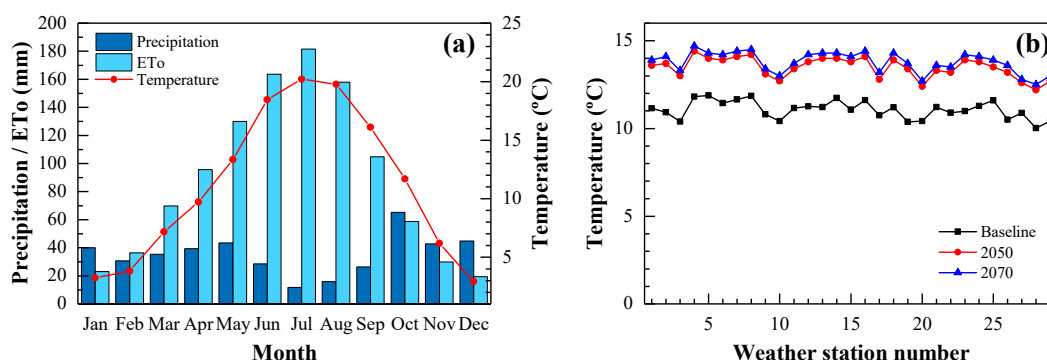 (a)
Precipitation
ETo
Temperature
Precipitation / ETo (mm)
200
180
160
140
120
100
80
60
40
20
0
25
20
15
10
5
Temperature (ºC)
Jan Feb Mar Apr May Jun Jul Aug Sep Oct Nov Dec
Month
(b)
Temperature (ºC)
15
10
5
0
Baseline
2050
2070
5 10 15 20 25
Weather station number